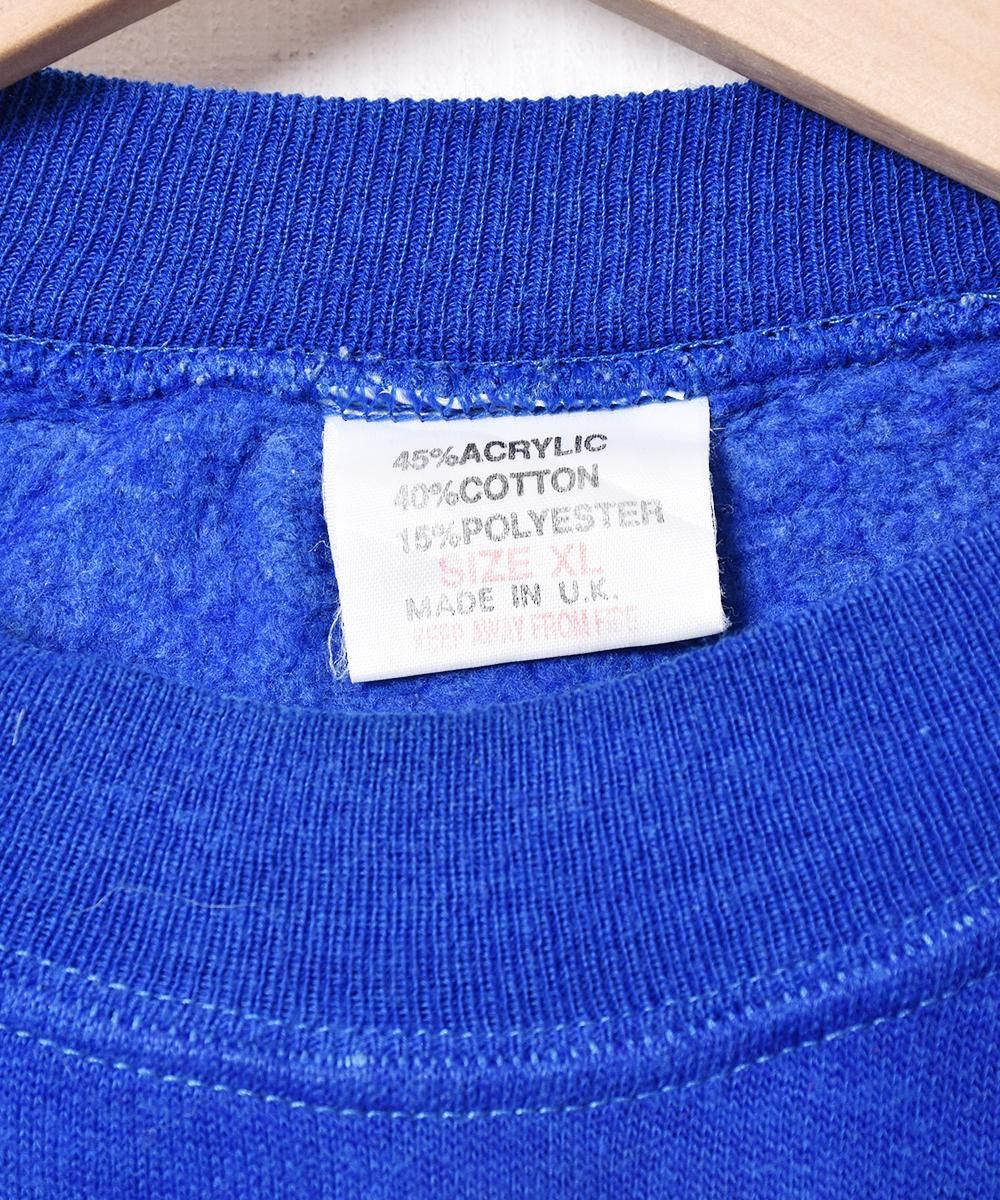 45%ACRYLIC
40%COTTON
15%POLYESTER
SIZE XL
MADE IN U.K.
KEEP AWAY FROM FIRE